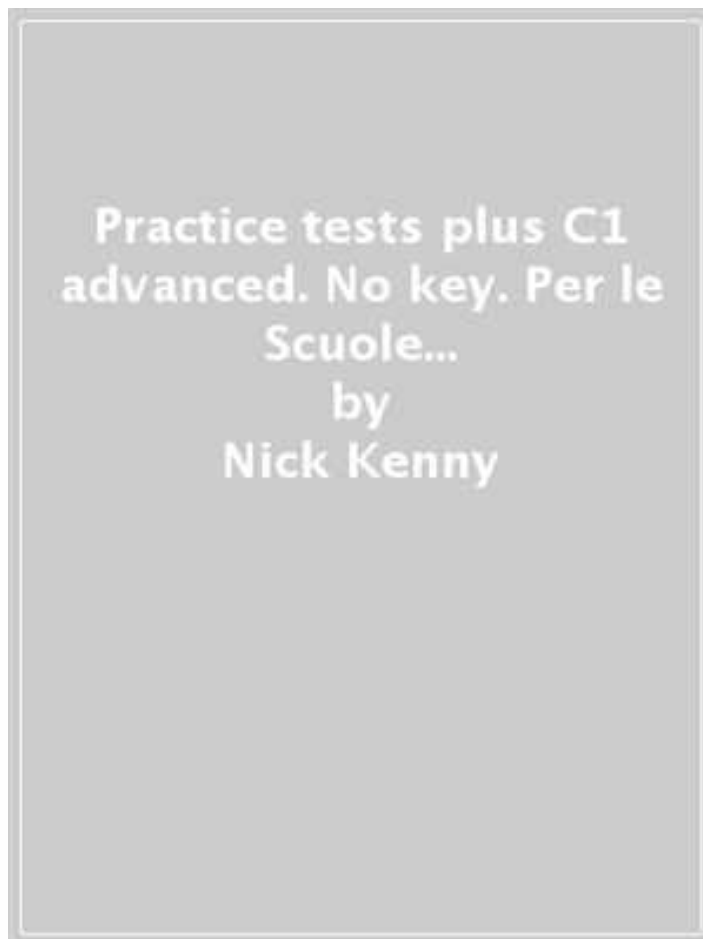 Practice tests plus C1
advanced. No key. Per le
Scuole...
by
Nick Kenny